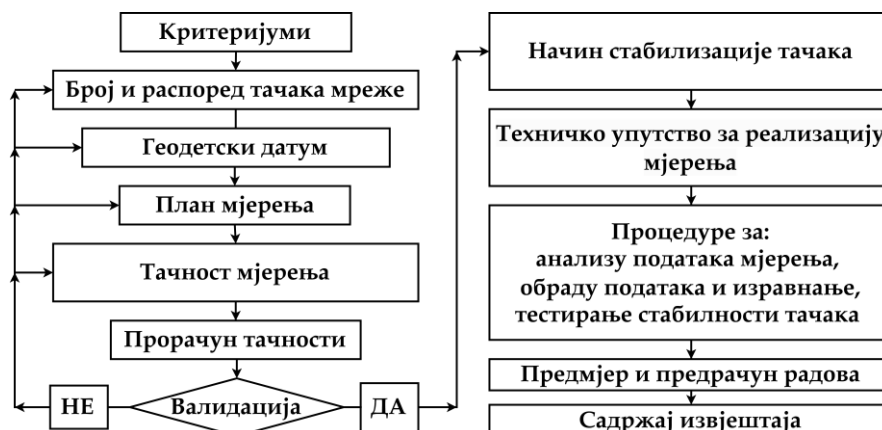 Критеријуми
Број и распоред тачака мреже
Геодетски датум
План мјерења
Тачност мјерења
Прорачун тачности
НЕ
Валидација
ДА
Начин стабилизације тачака
Техничко упутство за реализацију
мјерења
Процедуре за:
анализу података мјерења,
обраду података и изравнање,
тестирање стабилности тачака
Предмјер и предрачун радова
Садржај извјештаја